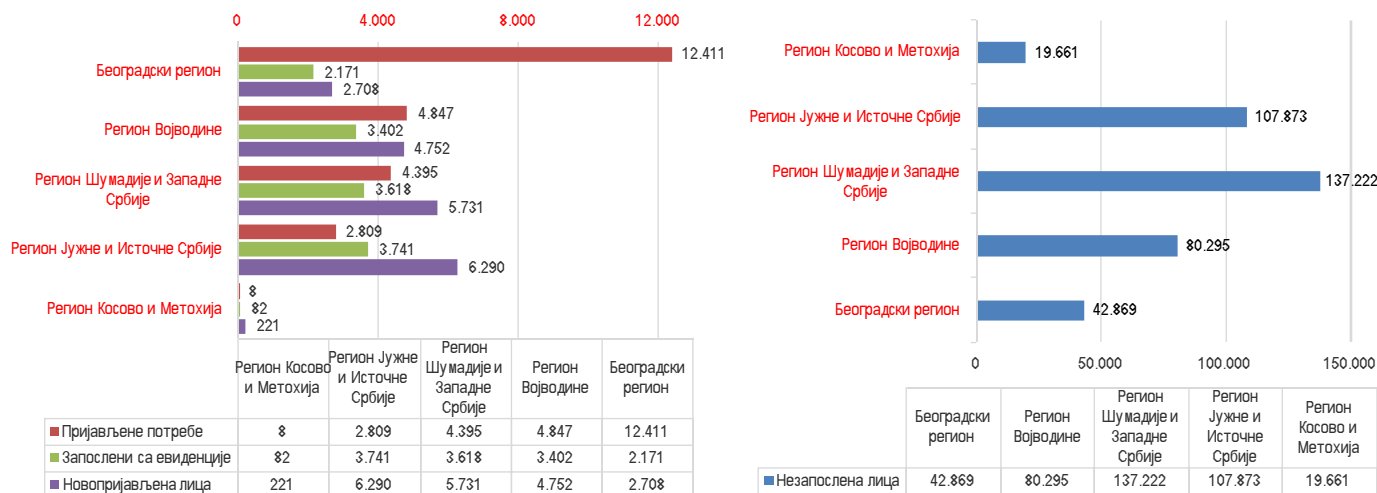 0 4.000 8.000 12.000
Београдски регион
12.411
2.171
2.708
Регион Војводине
4.847
3.402
4.752
Регион Шумадије и Западне
Србије
4.395
3.618
5.731
Регион Јужне и Источне Србије
2.809
3.741
6.290
Регион Косово и Метохија
8
82
221
Регион Косово
и Метохија
Регион Јужне
и Источне
Србије
Регион
Шумадије и
Западне
Србије
Регион
Војводине
Београдски
регион
Пријављене потребе 8 2.809 4.395 4.847 12.411
Запослени са евиденције 82 3.741 3.618 3.402 2.171
Новопријављена лица 221 6.290 5.731 4.752 2.708
Регион Косово и Метохија
19.661
Регион Јужне и Источне Србије
107.873
Регион Шумадије и Западне
Србије
137.222
Регион Војводине
80.295
Београдски регион
42.869
0 50.000 100.000 150.000
Београдски
регион
Регион
Војводине
Регион
Шумадије и
Западне
Србије
Регион
Јужне и
Источне
Србије
Регион
Косово и
Метохија
Незапослена лица 42.869 80.295 137.222 107.873 19.661